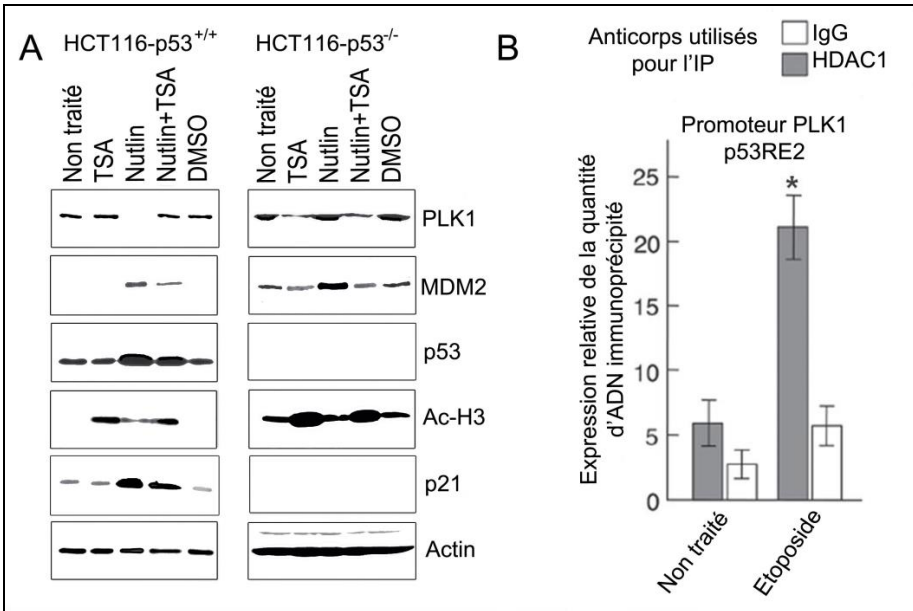 A
HCT116-p53+/+
HCT116-p53-/-
Non traité
TSA
Nutlin
Nutlin+TSA
DMSO
Non traité
TSA
Nutlin
Nutlin+TSA
DMSO
PLK1
MDM2
p53
Ac-H3
p21
Actin
B
Anticorps utilisés
pour l'IP
IgG
HDAC1
Promoteur PLK1
p53RE2
Expression relative de la quantité
d'ADN immunoprécipité
25
20
15
10
5
0
*
Non traité
Etoposide